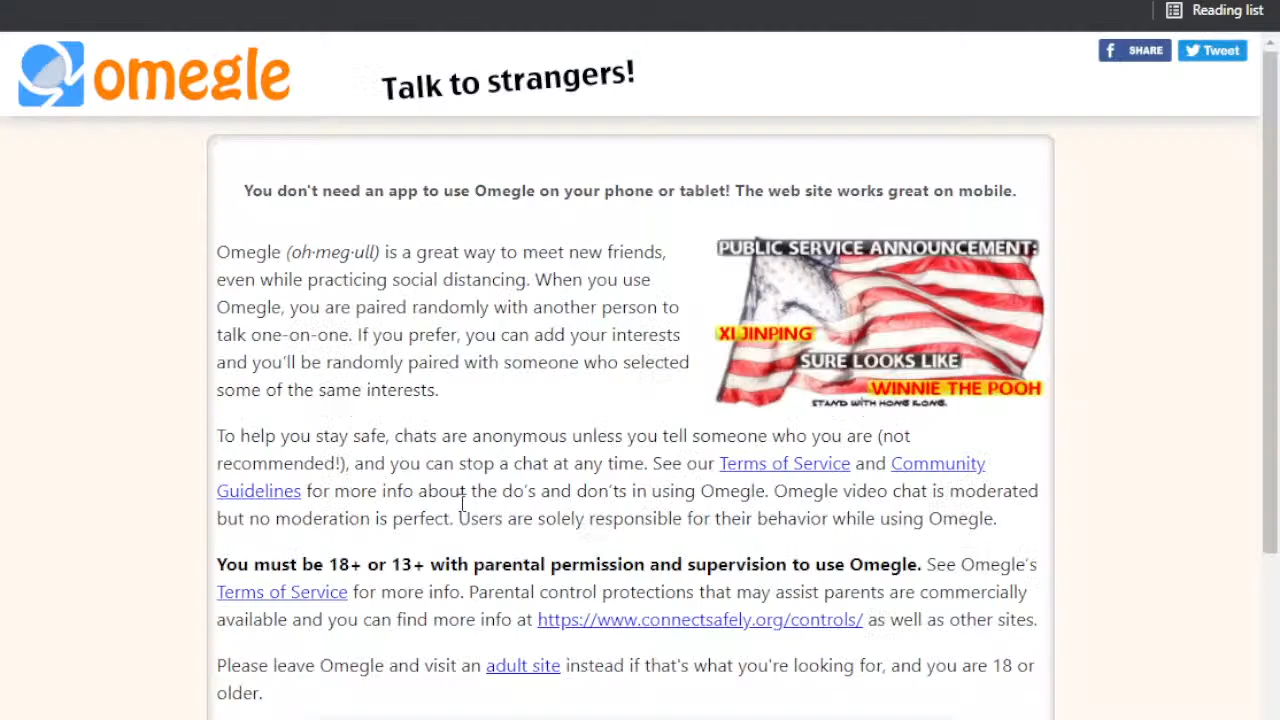 Reading list
omegle
Talk to strangers!
SHARE
Tweet
You don't need an app to use Omegle on your phone or tablet! The web site works great on mobile.
Omegle (oh·meg·ull) is a great way to meet new friends,
even while practicing social distancing. When you use
Omegle, you are paired randomly with another person to
talk one-on-one. If you prefer, you can add your interests
and you'll be randomly paired with someone who selected
some of the same interests.
PUBLIC SERVICE ANNOUNCEMENT:
XI JINPING
SURE LOOKS LIKE
WINNIE THE POOH
STAND WITH HONG KONG.
To help you stay safe, chats are anonymous unless you tell someone who you are (not
recommended!), and you can stop a chat at any time. See our Terms of Service and Community
Guidelines for more info about the do's and don'ts in using Omegle. Omegle video chat is moderated
but no moderation is perfect. Users are solely responsible for their behavior while using Omegle.
You must be 18+ or 13+ with parental permission and supervision to use Omegle. See Omegle's
Terms of Service for more info. Parental control protections that may assist parents are commercially
available and you can find more info at https://www.connectsafely.org/controls/ as well as other sites.
Please leave Omegle and visit an adult site instead if that's what you're looking for, and you are 18 or
older.